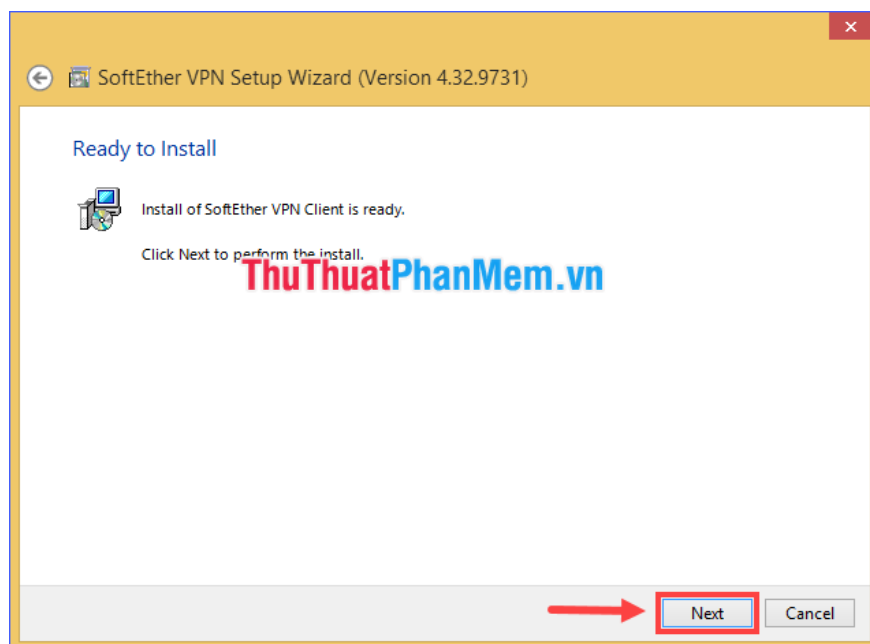 SoftEther VPN Setup Wizard (Version 4.32.9731)
Ready to Install
Install of SoftEther VPN Client is ready.
Click Next to perform the install.
ThuThuatPhanMem.vn
Next
Cancel